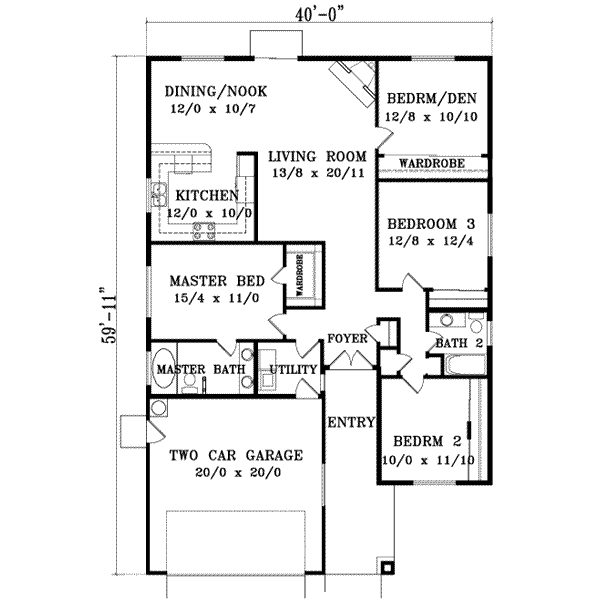 40'-0"
DINING/NOOK
12/0 x 10/7
BEDRM/DEN
12/8 x 10/10
WARDROBE
LIVING ROOM
13/8 x 20/11
KITCHEN
12/0 x 10/0
BEDROOM 3
12/8 x 12/4
MASTER BED
15/4 x 11/0
WARDROBE
59'-11"
FOYER
BATH 2
MASTER BATH
UTILITY
ENTRY
BEDRM 2
10/0 x 11/10
TWO CAR GARAGE
20/0 x 20/0